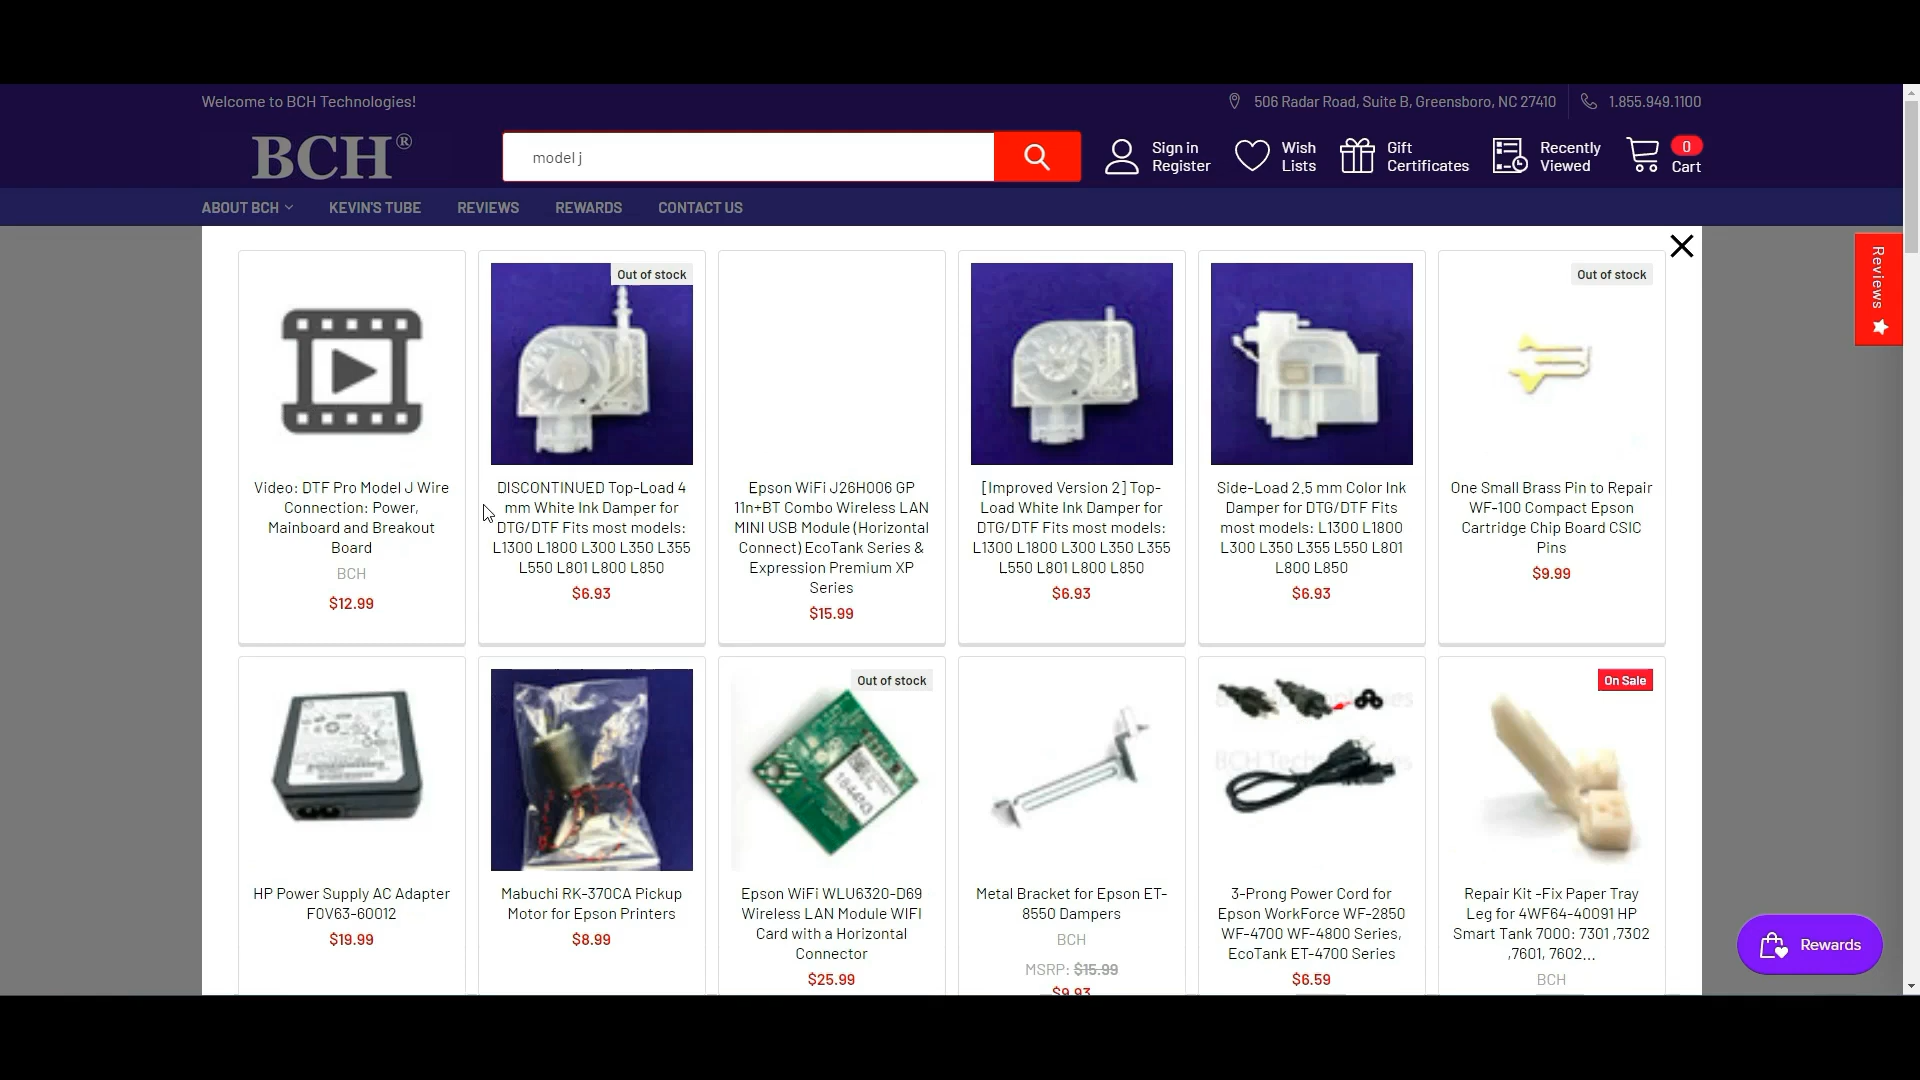 Welcome to BCH Technologies!
506 Radar Road, Suite B, Greensboro, NC 27410
1.855.949.1100
BCH®
model j
Sign in
Register
Wish
Lists
Gift
Certificates
Recently
Viewed
0
Cart
ABOUT BCH
KEVIN'S TUBE
REVIEWS
REWARDS
CONTACT US
Reviews
Video: DTF Pro Model J Wire
Connection: Power,
Mainboard and Breakout
Board
BCH
$12.99
Out of stock
DISCONTINUED Top-Load 4
mm White Ink Damper for
DTG/DTF Fits most models:
L1300 L1800 L300 L350 L355
L550 L801 L800 L850
$6.93
Epson WiFi J26H006 GP
11n+BT Combo Wireless LAN
MINI USB Module (Horizontal
Connect) EcoTank Series &
Expression Premium XP
Series
$15.99
[Improved Version 2] Top-
Load White Ink Damper for
DTG/DTF Fits most models:
L1300 L1800 L300 L350 L355
L550 L801 L800 L850
$6.93
Side-Load 2.5 mm Color Ink
Damper for DTG/DTF Fits
most models: L1300 L1800
L300 L350 L355 L550 L801
L800 L850
$6.93
Out of stock
One Small Brass Pin to Repair
WF-100 Compact Epson
Cartridge Chip Board CSIC
Pins
$9.99
HP Power Supply AC Adapter
F0V63-60012
$19.99
Mabuchi RK-370CA Pickup
Motor for Epson Printers
$8.99
Out of stock
Epson WiFi WLU6320-D69
Wireless LAN Module WIFI
Card with a Horizontal
Connector
$25.99
Metal Bracket for Epson ET-
8550 Dampers
BCH
MSRP: $15.99
$9.93
BCH Technologies
3-Prong Power Cord for
Epson WorkForce WF-2850
WF-4700 WF-4800 Series,
EcoTank ET-4700 Series
$6.59
On Sale
Repair Kit -Fix Paper Tray
Leg for 4WF64-40091 HP
Smart Tank 7000: 7301 ,7302
,7601, 7602...
BCH
Rewards